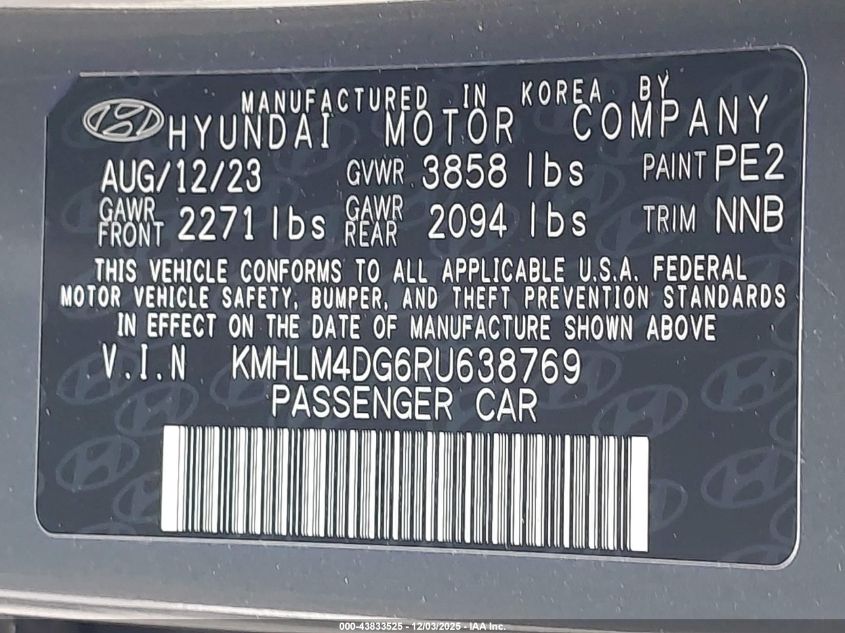 MANUFACTURED IN KOREA BY
HYUNDAI MOTOR COMPANY
AUG/12/23 GVWR 3858 lbs PAINT PE2
GAWR FRONT 2271 lbs GAWR REAR 2094 lbs TRIM NNB
THIS VEHICLE CONFORMS TO ALL APPLICABLE U.S.A. FEDERAL
MOTOR VEHICLE SAFETY, BUMPER, AND THEFT PREVENTION STANDARDS
IN EFFECT ON THE DATE OF MANUFACTURE SHOWN ABOVE
V.I.N KMHLM4DG6RU638769
PASSENGER CAR
000-43833525 - 12/03/2025 - IAA Inc.